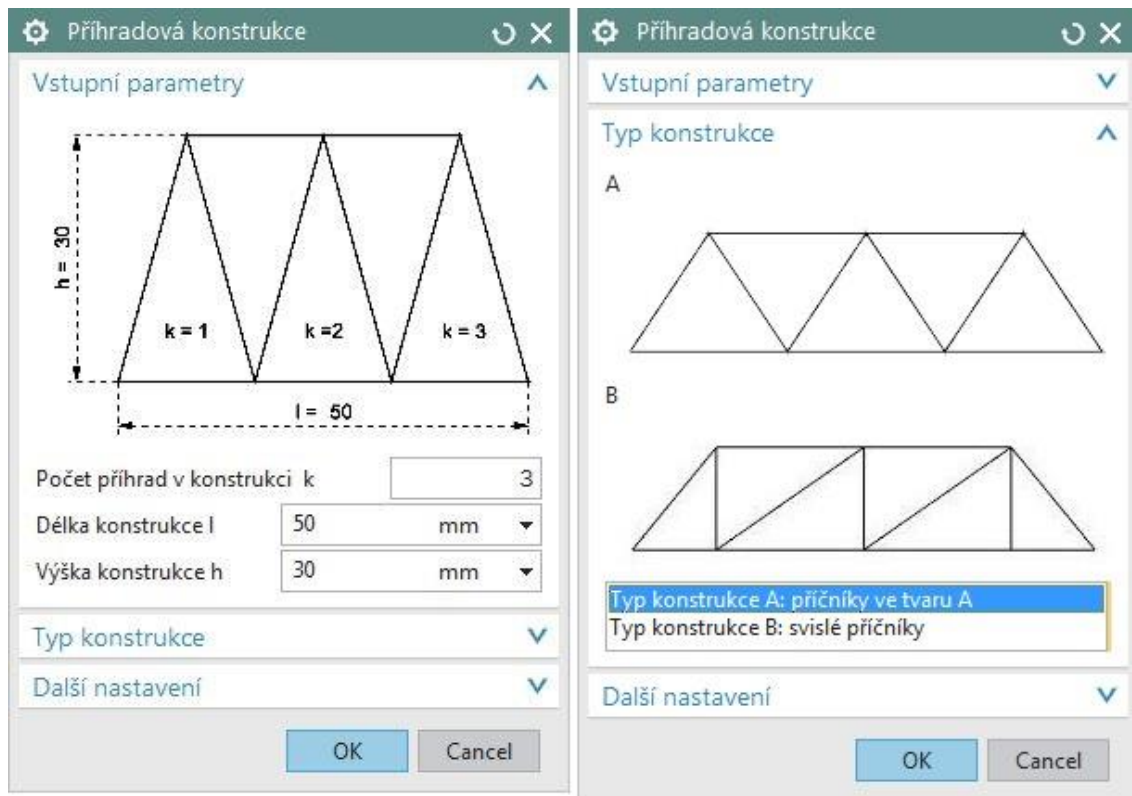 Příhradová konstrukce
Vstupní parametry
h = 30
k = 1
k =2
k = 3
l = 50
Počet příhrad v konstrukci k
3
Délka konstrukce l
50 mm
Výška konstrukce h
30 mm
Typ konstrukce
Další nastavení
OK Cancel
Příhradová konstrukce
Vstupní parametry
Typ konstrukce
A
B
Typ konstrukce A: příčníky ve tvaru A
Typ konstrukce B: svislé příčníky
Další nastavení
OK Cancel